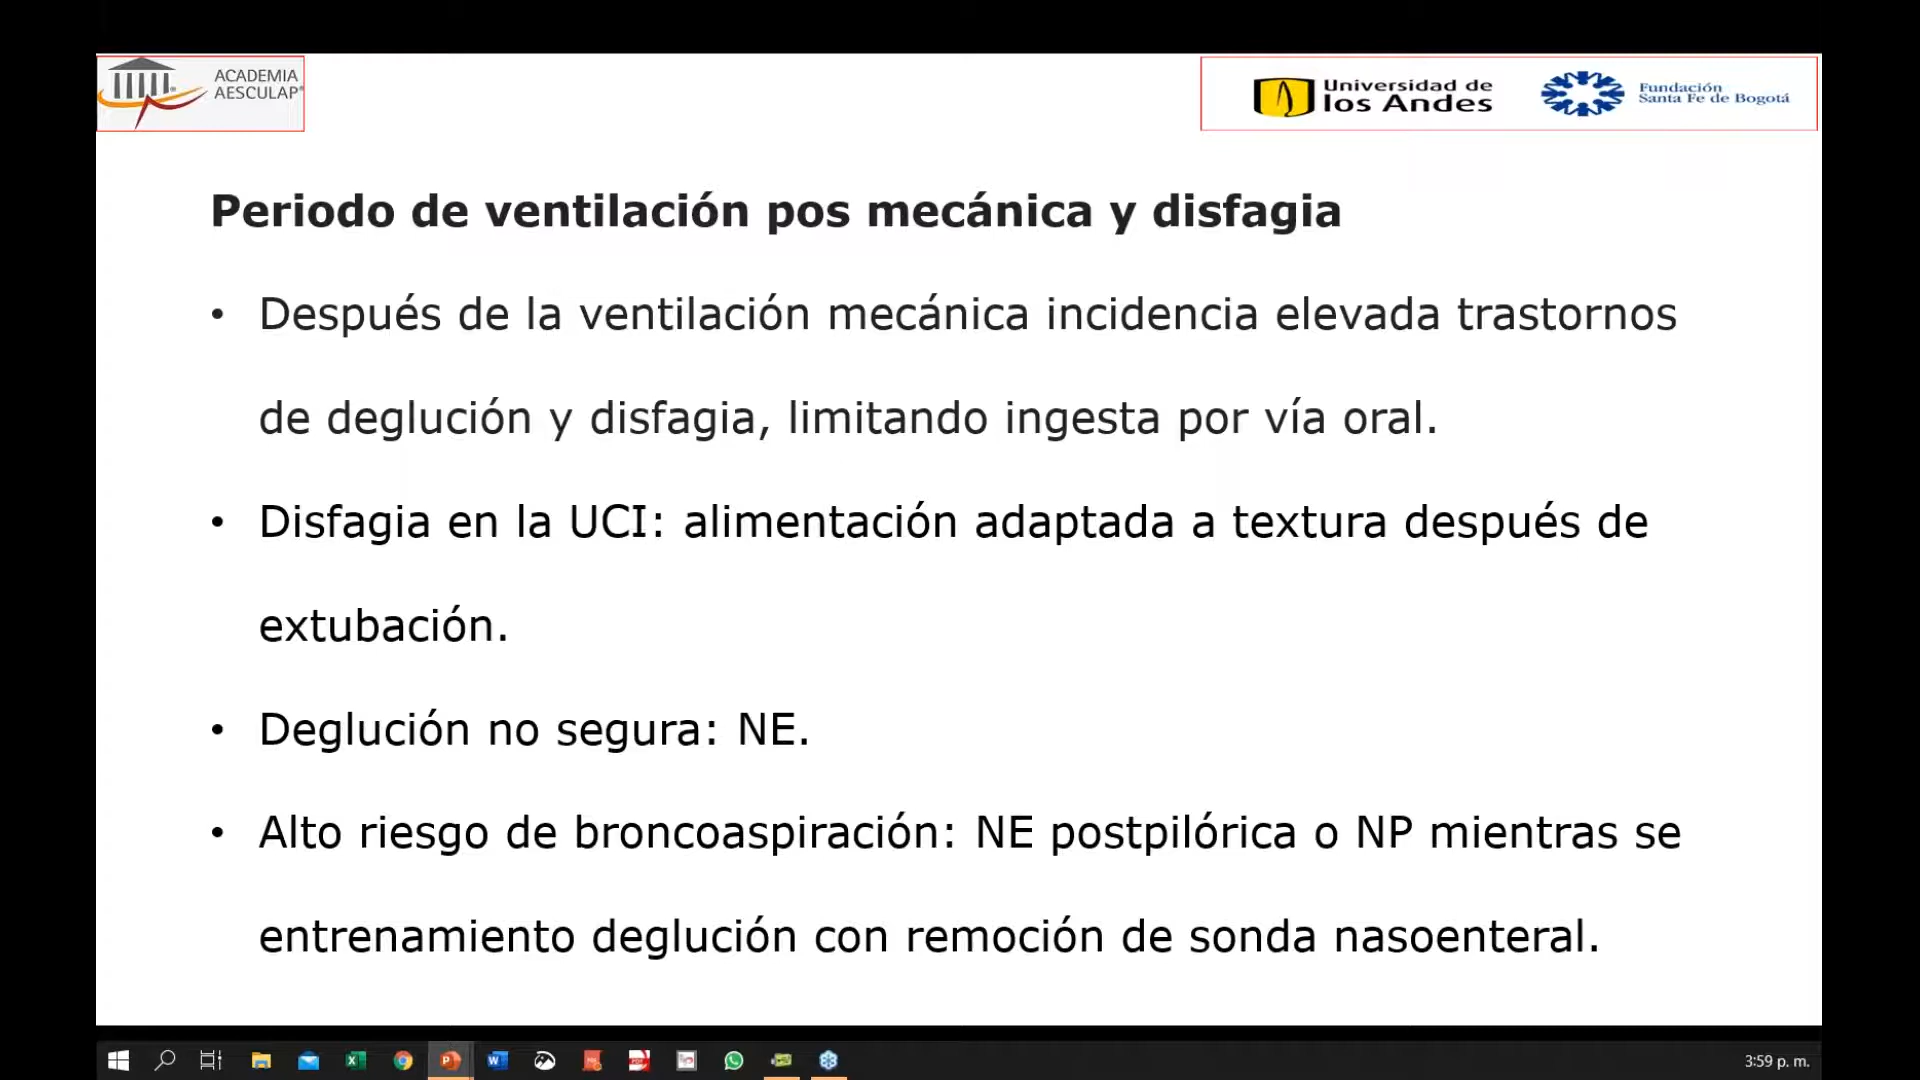 ACADEMIA
AESCULAP®
Universidad de
los Andes
Fundación
Santa Fe de Bogotá
Periodo de ventilación pos mecánica y disfagia
• Después de la ventilación mecánica incidencia elevada trastornos
de deglución y disfagia, limitando ingesta por vía oral.
• Disfagia en la UCI: alimentación adaptada a textura después de
extubación.
• Deglución no segura: NE.
• Alto riesgo de broncoaspiración: NE postpilórica o NP mientras se
entrenamiento deglución con remoción de sonda nasoenteral.
3:59 p. m.